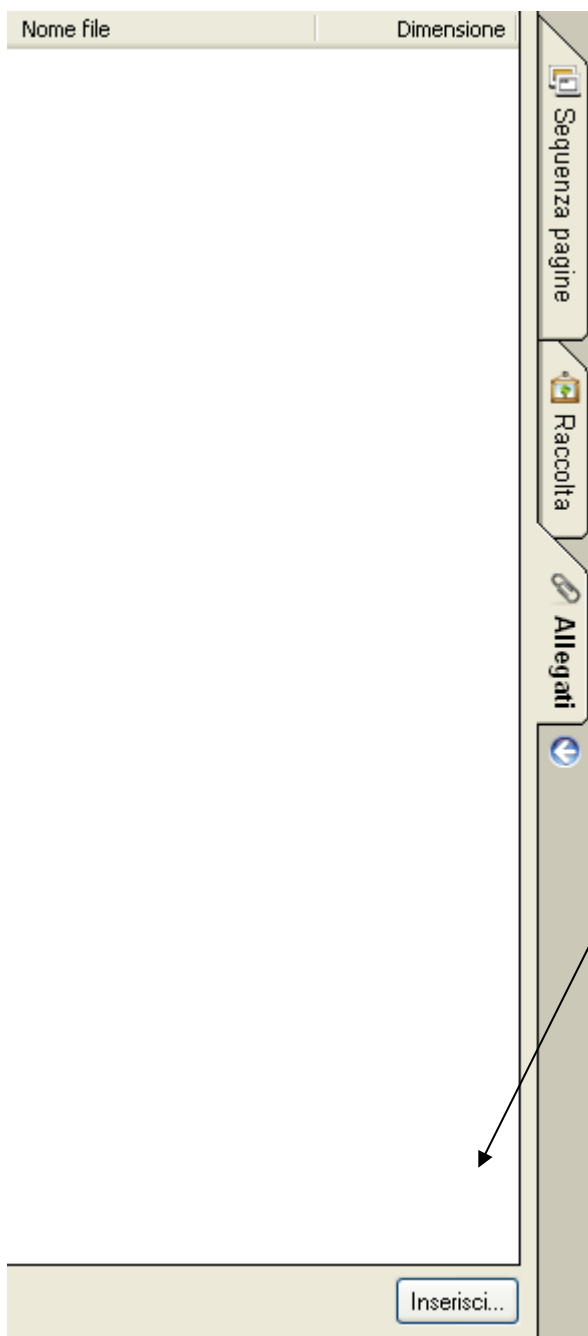 Nome file Dimensione
Sequenza pagine
Raccolta
Allegati
Inserisci...